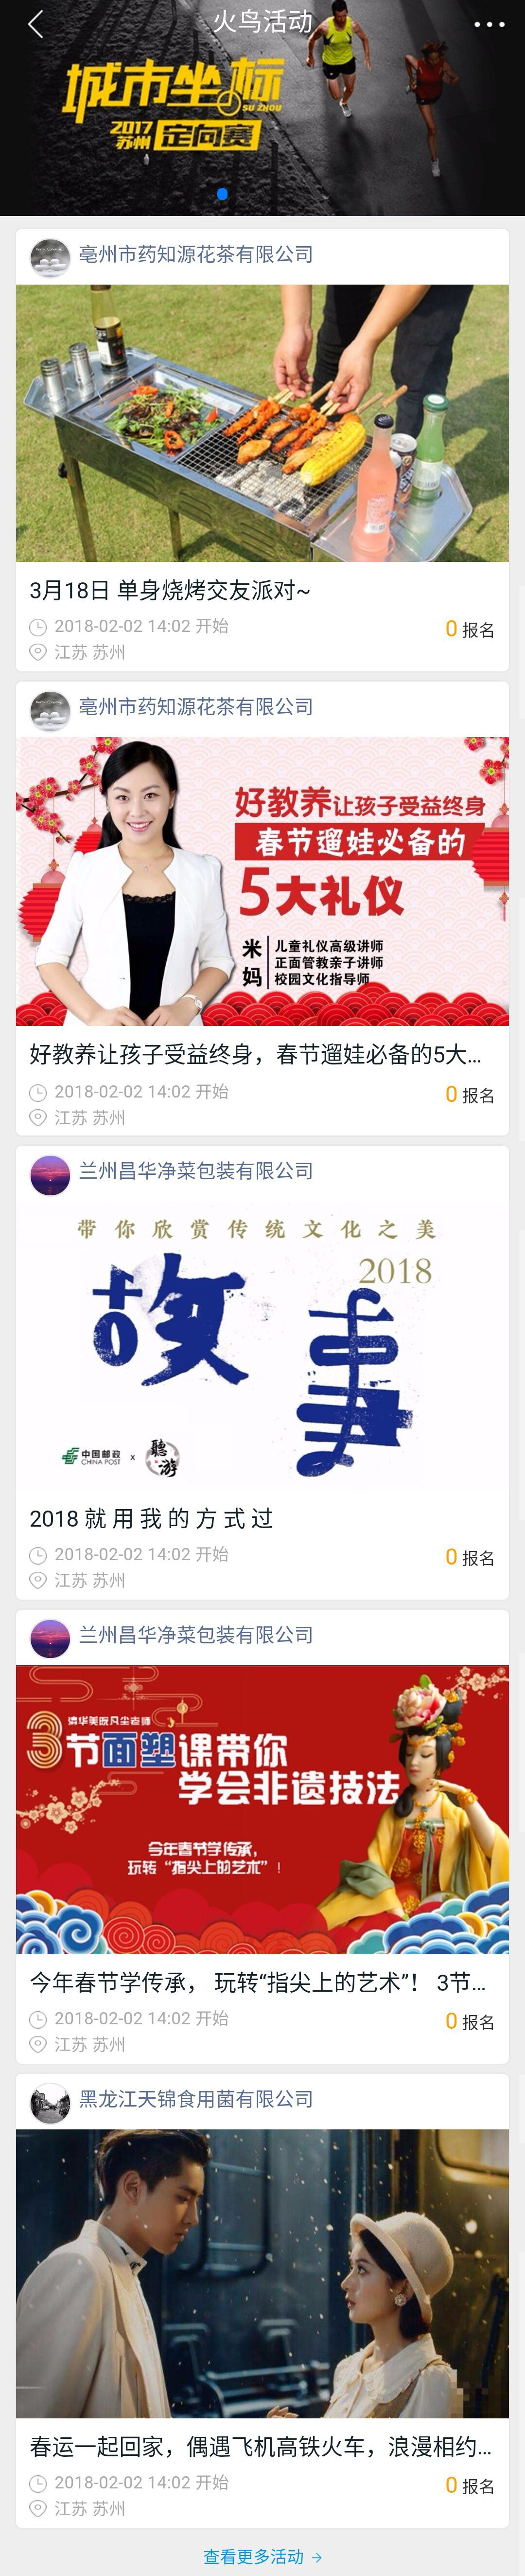 火鸟活动
城市坐标
SU ZHOU
2017
苏州
定向赛
亳州市药知源花茶有限公司
3月18日 单身烧烤交友派对~
2018-02-02 14:02 开始
0 报名
江苏 苏州
亳州市药知源花茶有限公司
好教养让孩子受益终身
春节遛娃必备的
5大礼仪
米妈
儿童礼仪高级讲师
正面管教亲子讲师
校园文化指导师
好教养让孩子受益终身，春节遛娃必备的5大...
2018-02-02 14:02 开始
0 报名
江苏 苏州
兰州昌华净菜包装有限公司
带你欣赏传统文化之美
2018
故事
中国邮政
CHINA POST
x
聽游
2018 就 用 我 的 方 式 过
2018-02-02 14:02 开始
0 报名
江苏 苏州
兰州昌华净菜包装有限公司
清华美院凡尘老师
3节面塑课带你
学会非遗技法
今年春节学传承，
玩转“指尖上的艺术”！
今年春节学传承， 玩转“指尖上的艺术”！ 3节...
2018-02-02 14:02 开始
0 报名
江苏 苏州
黑龙江天锦食用菌有限公司
春运一起回家，偶遇飞机高铁火车，浪漫相约...
2018-02-02 14:02 开始
0 报名
江苏 苏州
查看更多活动 →